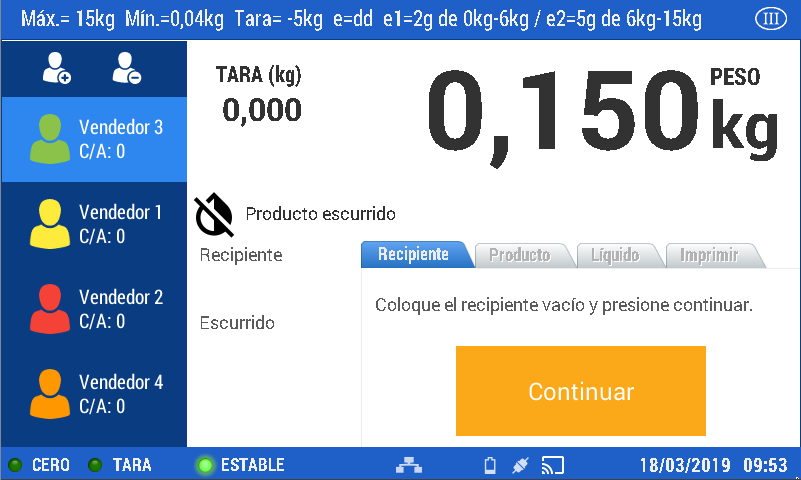 Máx.= 15kg Mín.=0,04kg Tara= -5kg e=dd e1=2g de 0kg-6kg / e2=5g de 6kg-15kg
III
Vendedor 3
C/A: 0
Vendedor 1
C/A: 0
Vendedor 2
C/A: 0
Vendedor 4
C/A: 0
TARA (kg)
0,000
0,150
PESO
kg
Producto escurrido
Recipiente
Escurrido
Recipiente Producto Líquido Imprimir
Coloque el recipiente vacío y presione continuar.
Continuar
CERO TARA ESTABLE 18/03/2019 09:53